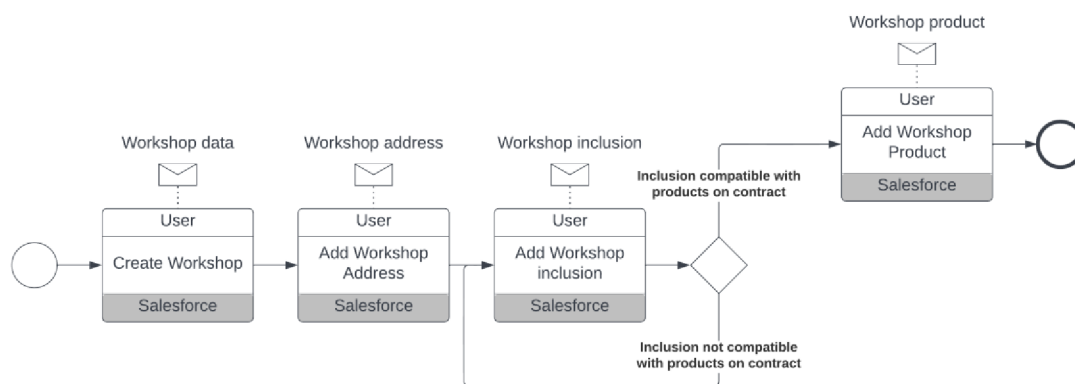 Workshop product
User
Add Workshop
Product
Salesforce
Workshop data
User
Create Workshop
Salesforce
Workshop address
User
Add Workshop
Address
Salesforce
Workshop inclusion
User
Add Workshop
inclusion
Salesforce
Inclusion compatible with
products on contract
Inclusion not compatible
with products on contract